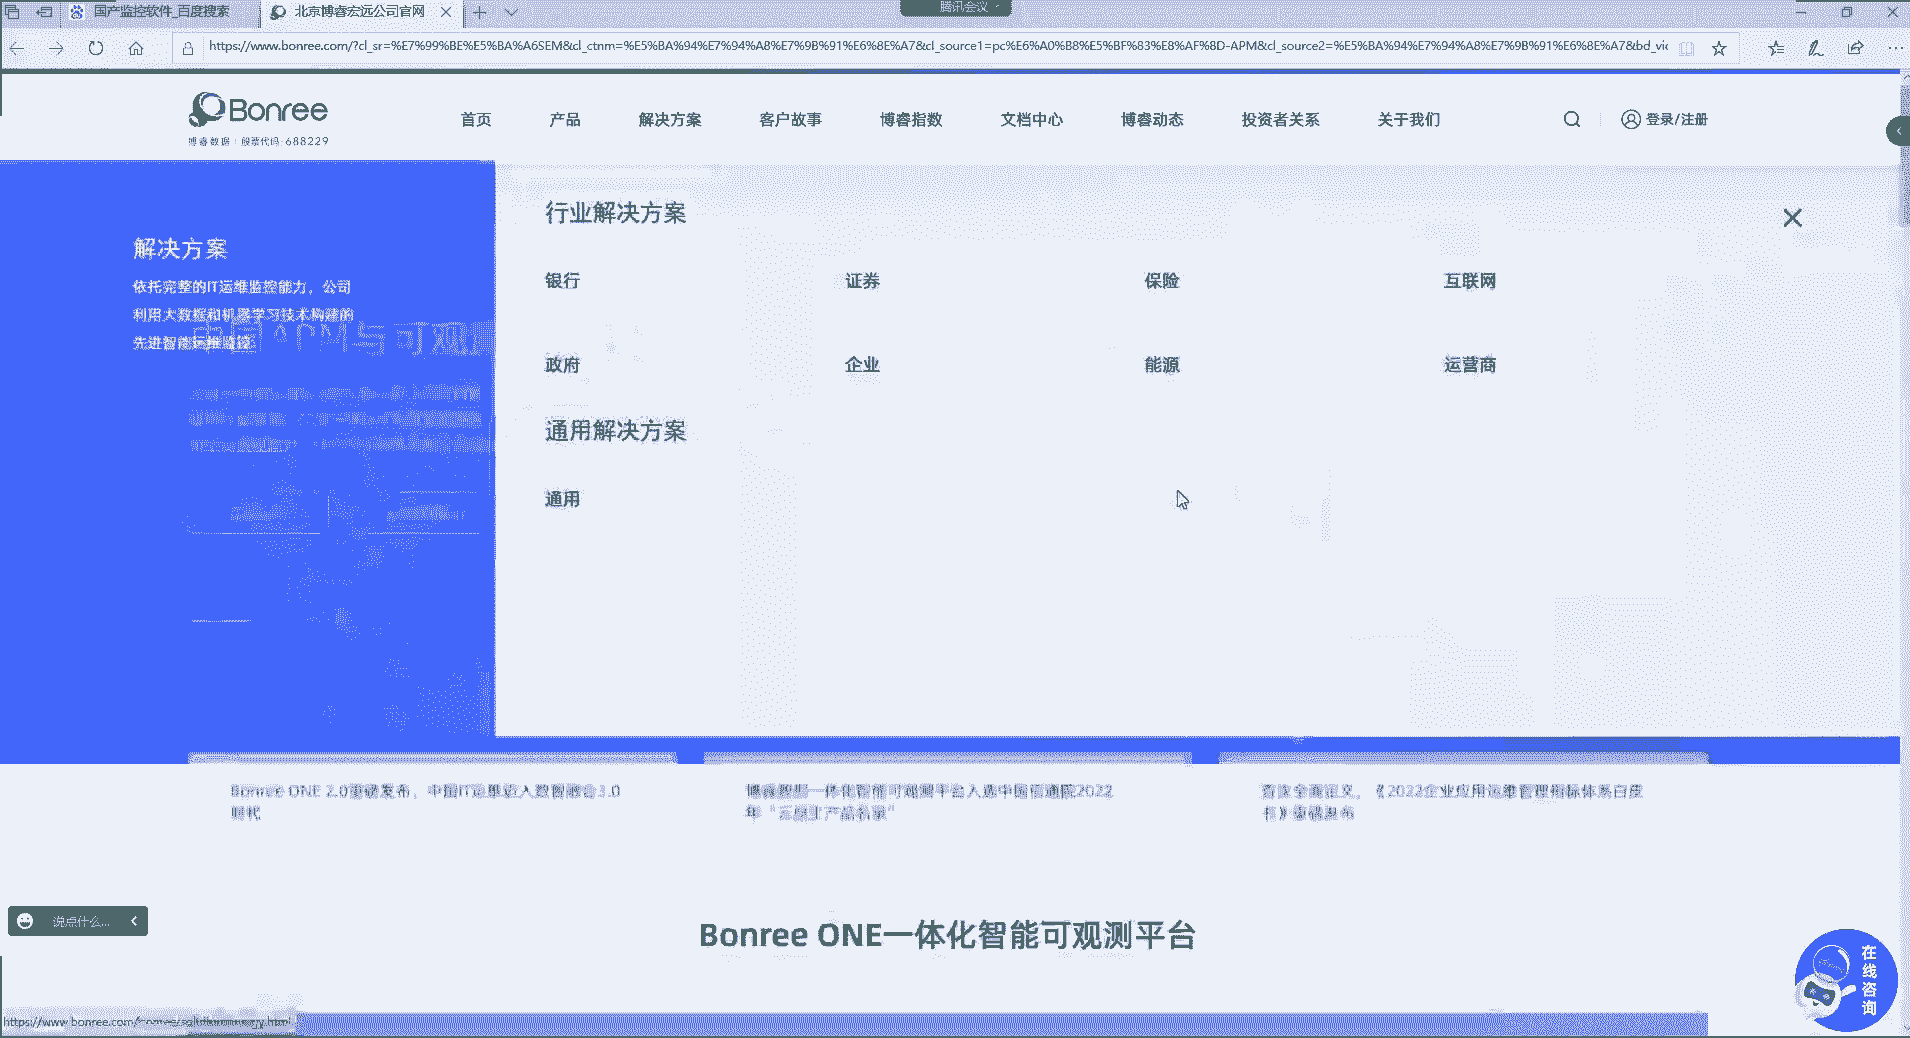 国产监控软件_百度搜索
北京博睿宏远公司官网
腾讯会议
https://www.bonree.com/?cl_sr=%E7%99%BE%E5%BA%A6SEM&cl_ctnm=%E5%BA%94%E7%94%A8%E7%9B%91%E6%8E%A7&cl_source1=pc%E6%A0%B8%E5%BF%83%E8%AF%8D-APM&cl_source2=%E5%BA%94%E7%94%A8%E7%9B%91%E6%8E%A7&bd_vic
Bonree
博睿数据 | 股票代码:688229
首页
产品
解决方案
客户故事
博睿指数
文档中心
博睿动态
投资者关系
关于我们
登录/注册
解决方案
依托完整的IT运维监控能力，公司
利用大数据和机器学习技术构建的
先进智能运维
中国APM与可观
行业解决方案
银行
证券
保险
互联网
政府
企业
能源
运营商
通用解决方案
通用
Bonree ONE 2.0重磅发布，中国IT运维迈入数智融合3.0
时代
博睿数据一体化智能可观测平台入选中国信通院2022
年
首次全面定义，《2022企业应用运维管理指标体系白皮
书》重磅发布
Bonree ONE一体化智能可观测平台
说点什么...
在线咨询
https://www.bonree.com/